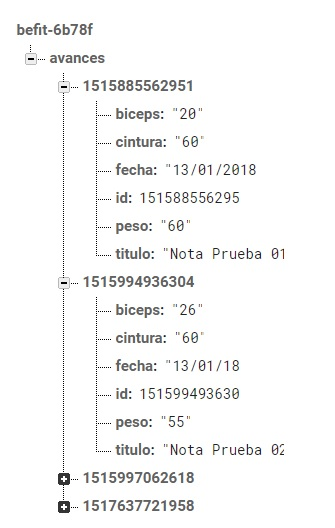 befit-6b78f
avances
1515885562951
biceps: "20"
cintura: "60"
fecha: "13/01/2018
id: 151588556295
peso: "60"
titulo: "Nota Prueba 01
1515994936304
biceps: "26"
cintura: "60"
fecha: "13/01/18
id: 151599493630
peso: "55"
titulo: "Nota Prueba 02
1515997062618
1517637721958